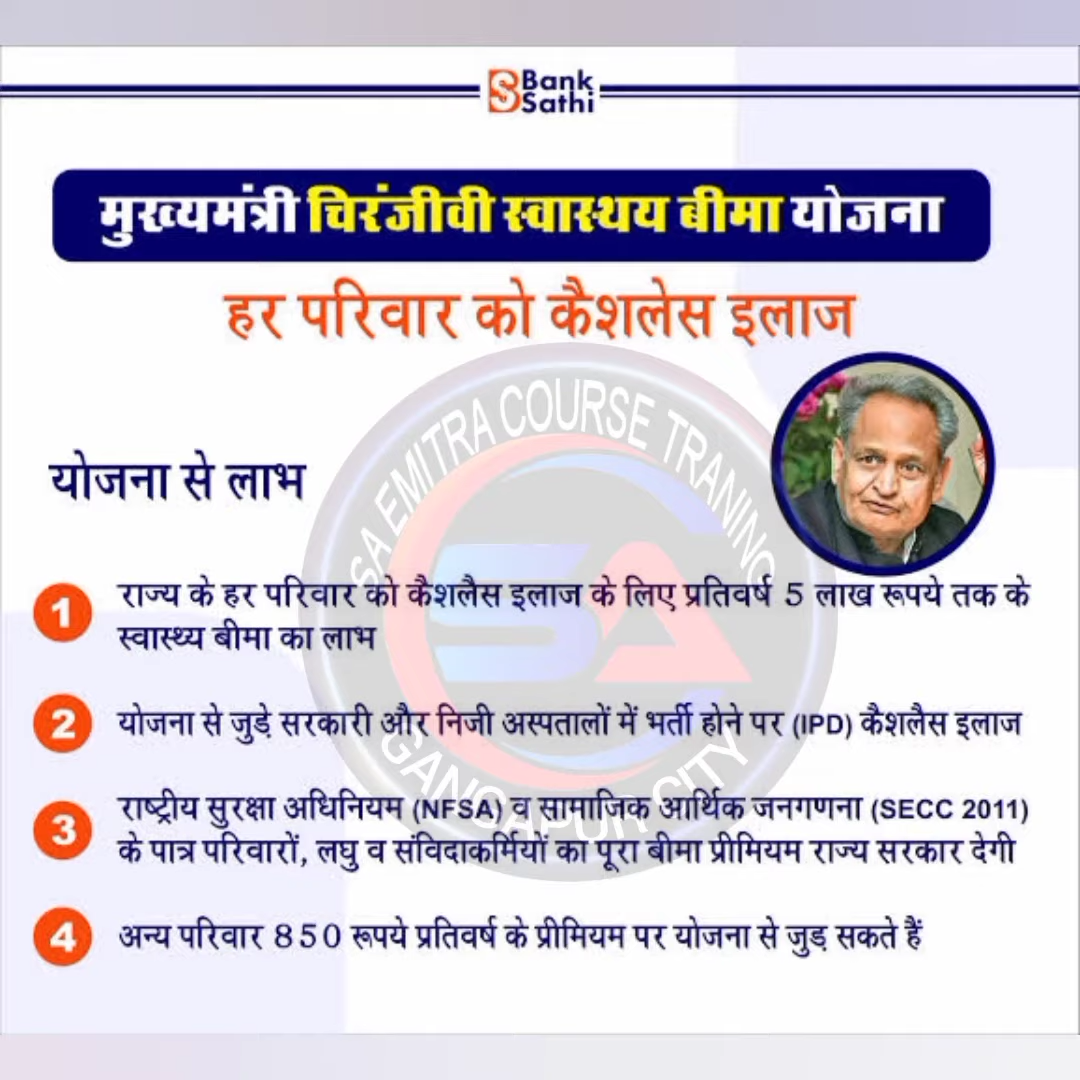 Bank
Sathi
मुख्यमंत्री चिरंजीवी स्वास्थय बीमा योजना
हर परिवार को कैशलेस इलाज
योजना से लाभ
1 राज्य के हर परिवार को कैशलैस इलाज के लिए प्रतिवर्ष 5 लाख रूपये तक के
स्वास्थ्य बीमा का लाभ
2 योजना से जुड़े सरकारी और निजी अस्पतालों में भर्ती होने पर (IPD) कैशलैस इलाज
3 राष्ट्रीय सुरक्षा अधिनियम (NFSA) व सामाजिक आर्थिक जनगणना (SECC 2011)
के पात्र परिवारों, लघु व संविदाकर्मियों का पूरा बीमा प्रीमियम राज्य सरकार देगी
4 अन्य परिवार 850 रूपये प्रतिवर्ष के प्रीमियम पर योजना से जुड़ सकते हैं
SA EMITRA COURSE TRANING
SA
GANGAPUR CITY